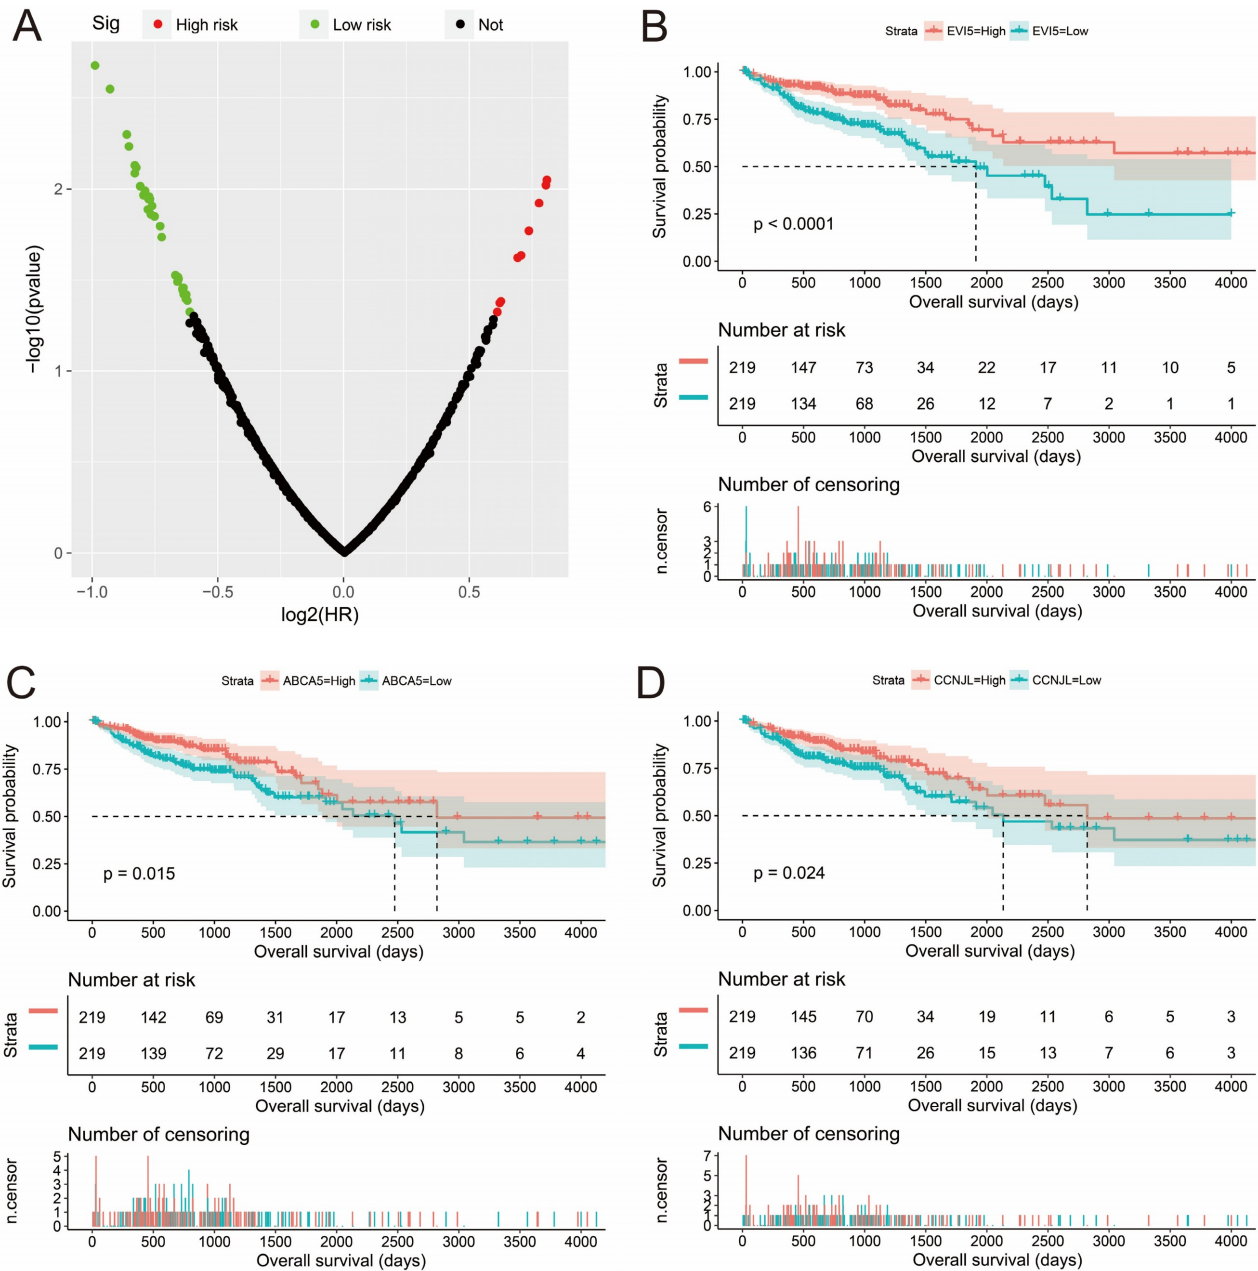 A
Sig High risk Low risk Not
−log10(pvalue)
2
1
0
−1.0 −0.5 0.0 0.5
log2(HR)
B
Strata EVI5=High EVI5=Low
Survival probability
1.00
0.75
0.50
0.25
0.00
p < 0.0001
0 500 1000 1500 2000 2500 3000 3500 4000
Overall survival (days)
Number at risk
Strata
219 147 73 34 22 17 11 10 5
219 134 68 26 12 7 2 1 1
0 500 1000 1500 2000 2500 3000 3500 4000
Overall survival (days)
Number of censoring
n.censor
6
3
2
1
0
0 500 1000 1500 2000 2500 3000 3500 4000
Overall survival (days)
C
Strata ABCA5=High ABCA5=Low
Survival probability
1.00
0.75
0.50
0.25
0.00
p = 0.015
0 500 1000 1500 2000 2500 3000 3500 4000
Overall survival (days)
Number at risk
Strata
219 142 69 31 17 13 5 5 2
219 139 72 29 17 11 8 6 4
0 500 1000 1500 2000 2500 3000 3500 4000
Overall survival (days)
Number of censoring
n.censor
5
4
3
2
1
0
0 500 1000 1500 2000 2500 3000 3500 4000
Overall survival (days)
D
Strata CCNJL=High CCNJL=Low
Survival probability
1.00
0.75
0.50
0.25
0.00
p = 0.024
0 500 1000 1500 2000 2500 3000 3500 4000
Overall survival (days)
Number at risk
Strata
219 145 70 34 19 11 6 5 3
219 136 71 26 15 13 7 6 3
0 500 1000 1500 2000 2500 3000 3500 4000
Overall survival (days)
Number of censoring
n.censor
7
5
3
2
1
0
0 500 1000 1500 2000 2500 3000 3500 4000
Overall survival (days)